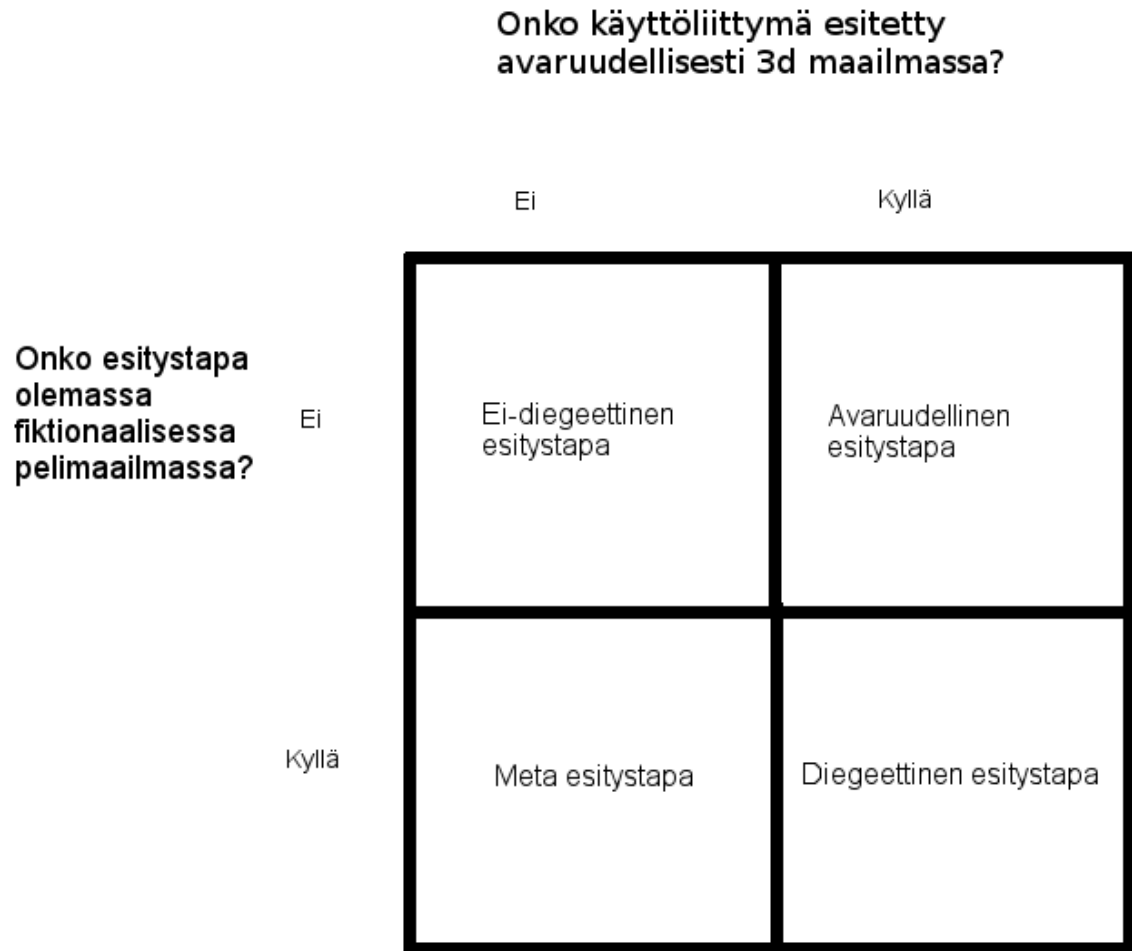 Onko käyttöliittymä esitetty
avaruudellisesti 3d maailmassa?
Ei
Kyllä
Onko esitystapa
olemassa
fiktionaalisessa
pelimaailmassa?
Ei
Ei-diegeettinen
esitystapa
Avaruudellinen
esitystapa
Kyllä
Meta esitystapa
Diegeettinen esitystapa